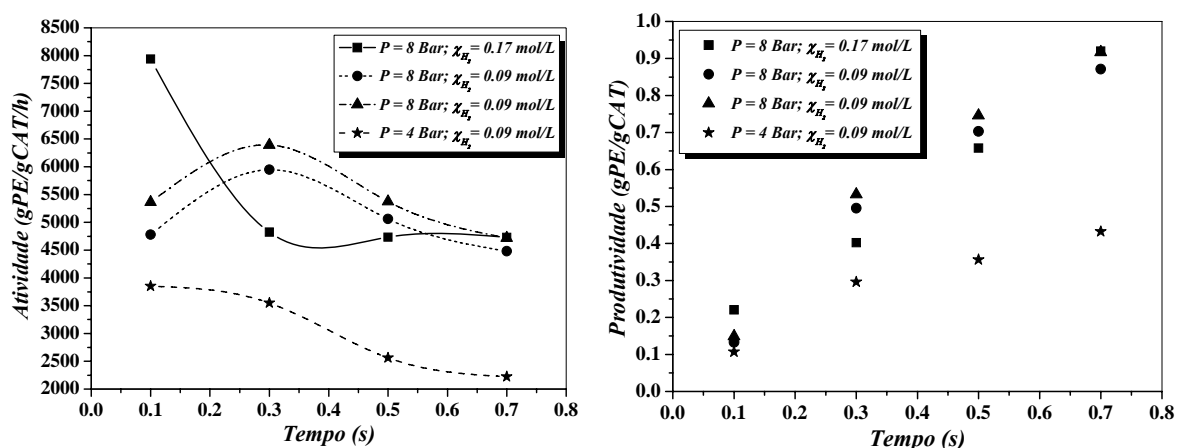 8500
8000
7500
7000
6500
6000
5500
5000
4500
4000
3500
3000
2500
2000
Atividade (gPE/gCAT/h)
P = 8 Bar; χH₂= 0.17 mol/L
P = 8 Bar; χH₂= 0.09 mol/L
P = 8 Bar; χH₂= 0.09 mol/L
P = 4 Bar; χH₂= 0.09 mol/L
0.0 0.1 0.2 0.3 0.4 0.5 0.6 0.7 0.8
Tempo (s)
1.0
0.9
0.8
0.7
0.6
0.5
0.4
0.3
0.2
0.1
0.0
Produtividade (gPE/gCAT)
P = 8 Bar; χH₂= 0.17 mol/L
P = 8 Bar; χH₂= 0.09 mol/L
P = 8 Bar; χH₂= 0.09 mol/L
P = 4 Bar; χH₂= 0.09 mol/L
0.0 0.1 0.2 0.3 0.4 0.5 0.6 0.7 0.8
Tempo (s)